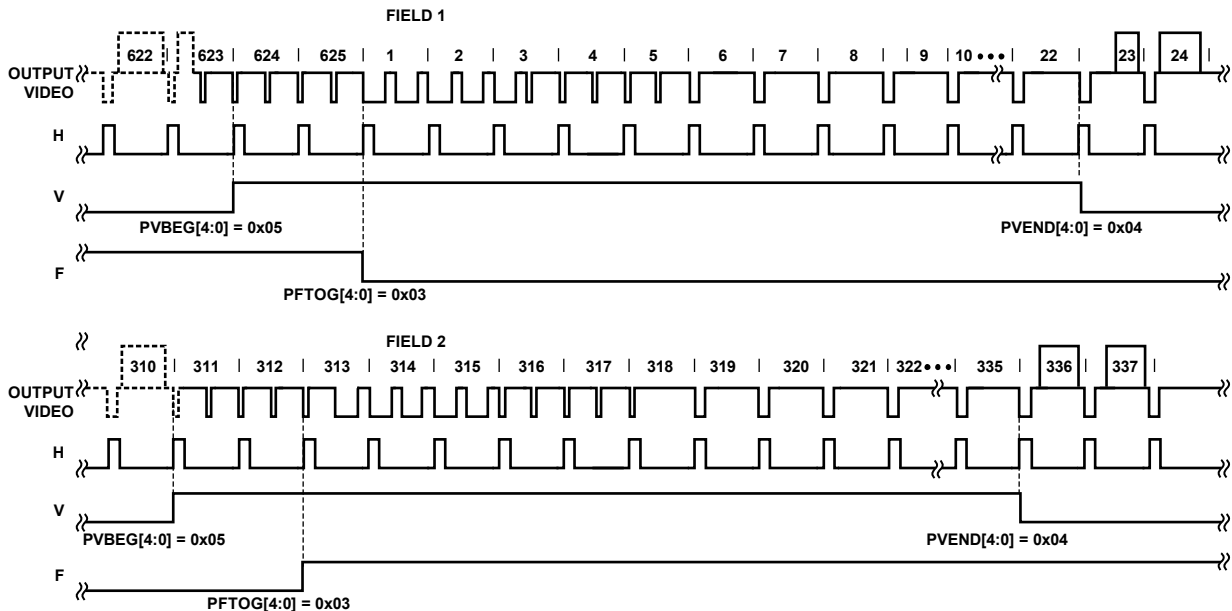 FIELD 1
622 | 623 | 624 | 625 | 1 | 2 | 3 | 4 | 5 | 6 | 7 | 8 | | 9 | 10 ••• | 22 | 23 | 24 |
OUTPUT
VIDEO
H
V
PVBEG[4:0] = 0x05
PVEND[4:0] = 0x04
F
PFTOG[4:0] = 0x03
FIELD 2
310 | 311 | 312 | 313 | 314 | 315 | 316 | 317 | 318 | 319 | 320 | 321 | 322••• | 335 | 336 | 337 |
OUTPUT
VIDEO
H
V
PVBEG[4:0] = 0x05
PVEND[4:0] = 0x04
F
PFTOG[4:0] = 0x03